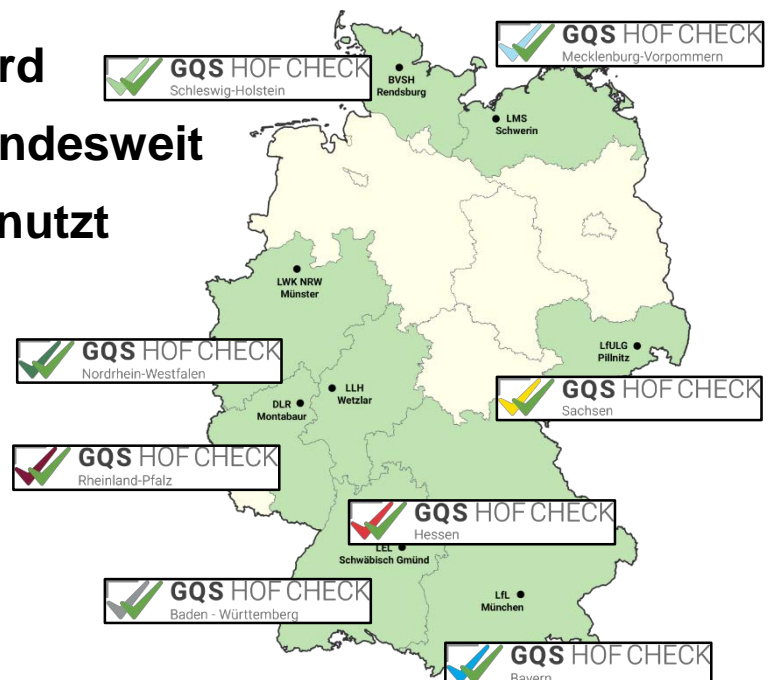 rd
ndesweit
nutzt
GQS HOF CHECK
Schleswig-Holstein
GQS HOF CHECK
Mecklenburg-Vorpommern
BVSH
Rendsburg
LMS
Schwerin
LWK NRW
Münster
GQS HOF CHECK
Nordrhein-Westfalen
LfULG
Pillnitz
LLH
Wetzlar
DLR
Montabaur
GQS HOF CHECK
Sachsen
GQS HOF CHECK
Rheinland-Pfalz
GQS HOF CHECK
Hessen
LEL
Schwäbisch Gmünd
GQS HOF CHECK
Baden - Württemberg
LfL
München
GQS HOF CHECK
Bayern